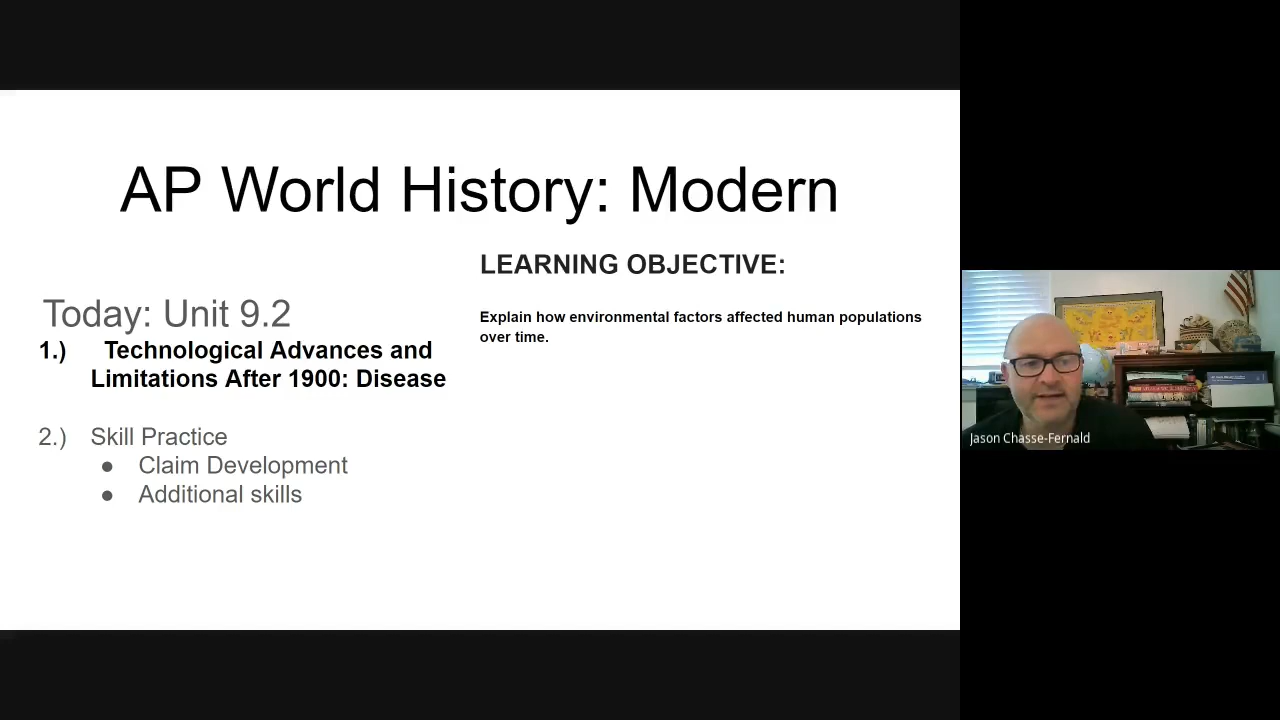 AP World History: Modern
Today: Unit 9.2
1.) Technological Advances and
Limitations After 1900: Disease
2.) Skill Practice
● Claim Development
● Additional skills
LEARNING OBJECTIVE:
Explain how environmental factors affected human populations
over time.
Jason Chasse-Fernald